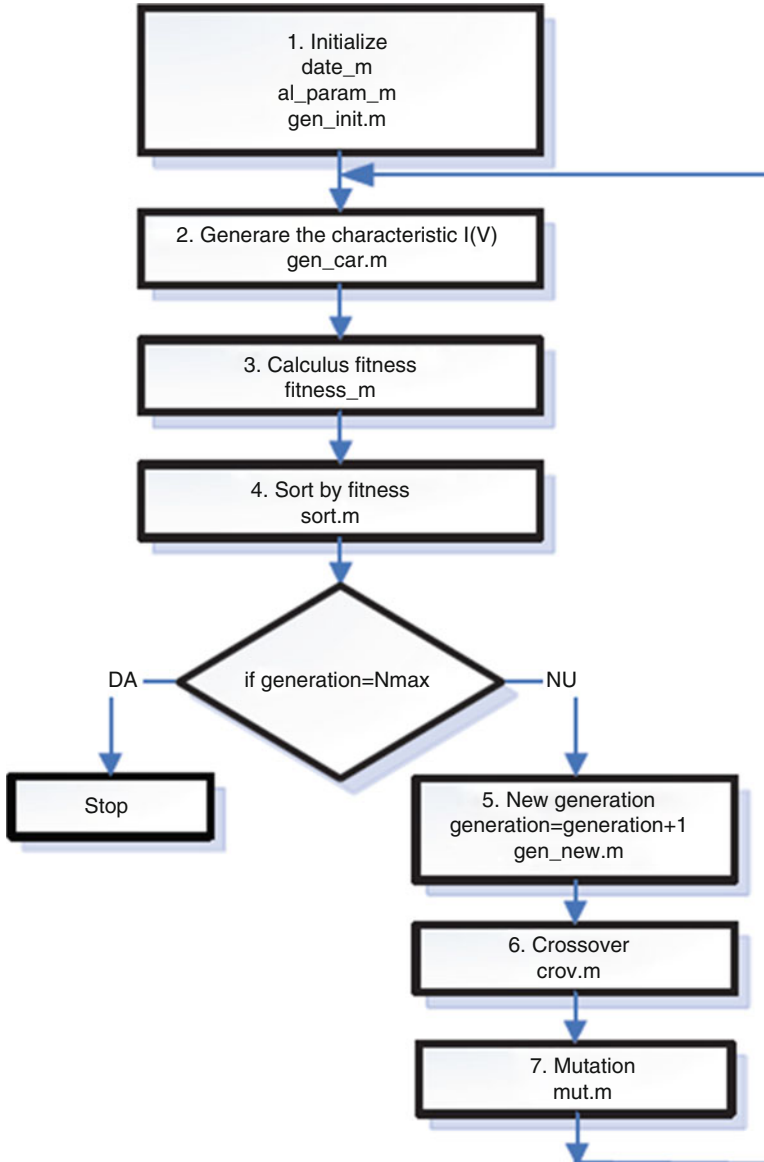 1. Initialize
date_m
al_param_m
gen_init.m
2. Generare the characteristic I(V)
gen_car.m
3. Calculus fitness
fitness_m
4. Sort by fitness
sort.m
if generation=Nmax
DA
NU
Stop
5. New generation
generation=generation+1
gen_new.m
6. Crossover
crov.m
7. Mutation
mut.m